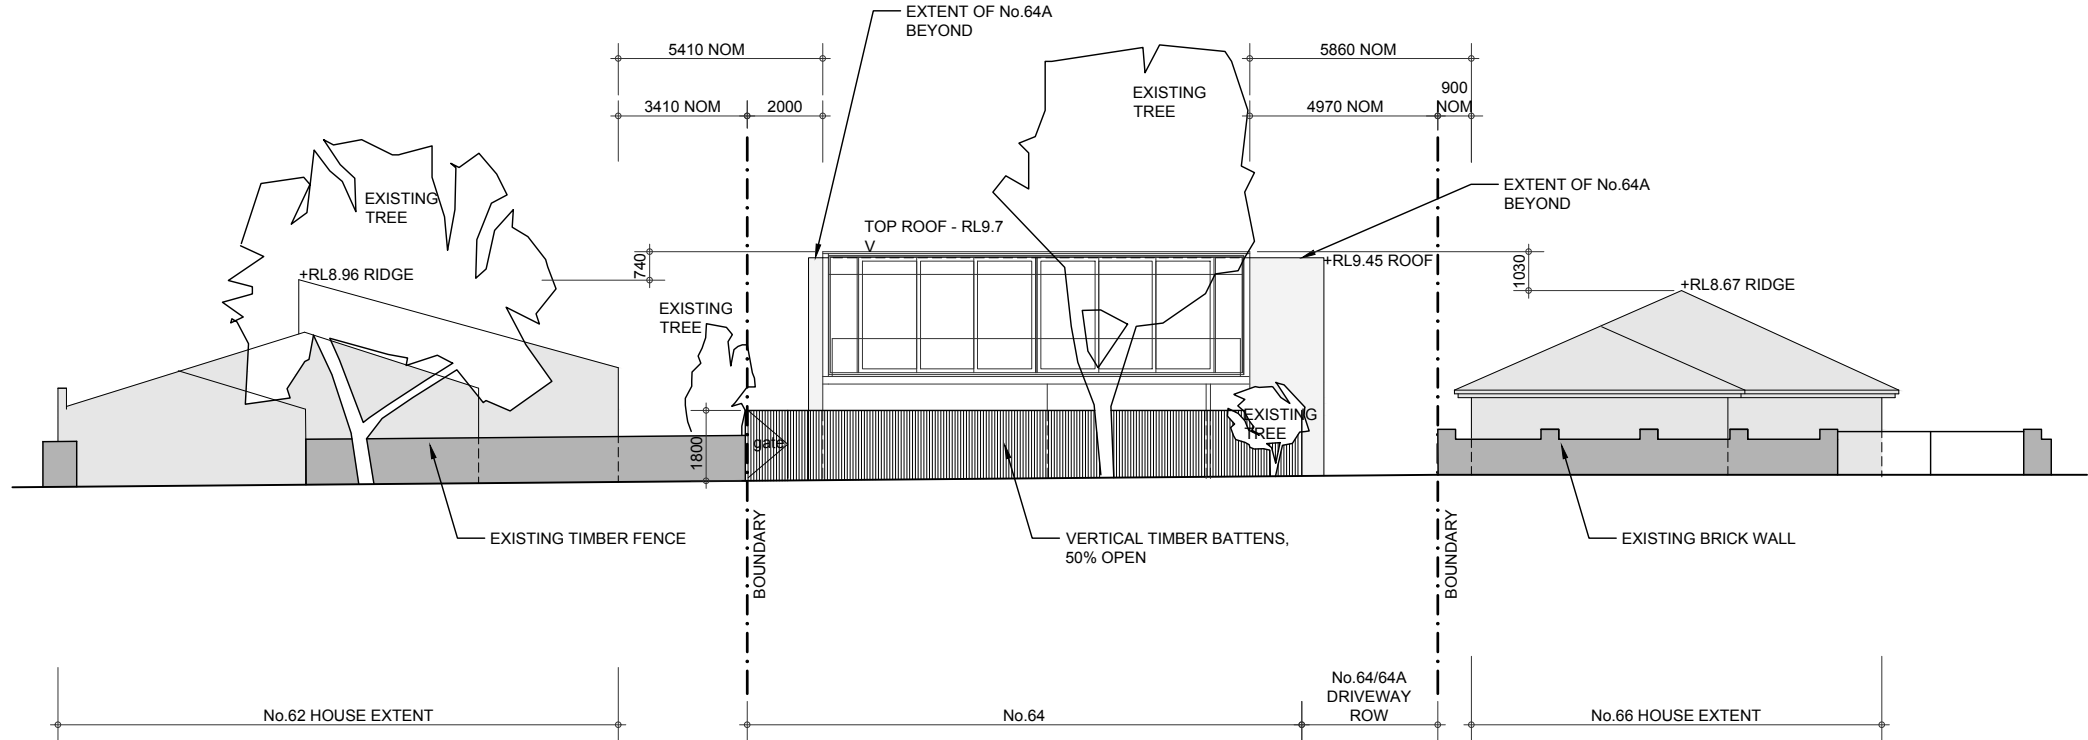 EXTENT OF No.64A
BEYOND
5410 NOM
5860 NOM
900
NOM
3410 NOM
2000
4970 NOM
EXISTING
TREE
EXISTING
TREE
EXTENT OF No.64A
BEYOND
TOP ROOF - RL9.7
V
740
+RL8.96 RIDGE
+RL9.45 ROOF
1030
+RL8.67 RIDGE
EXISTING
TREE
EXISTING
TREE
gate
1800
EXISTING TIMBER FENCE
BOUNDARY
VERTICAL TIMBER BATTENS,
50% OPEN
BOUNDARY
EXISTING BRICK WALL
No.62 HOUSE EXTENT
No.64
No.64/64A
DRIVEWAY
ROW
No.66 HOUSE EXTENT